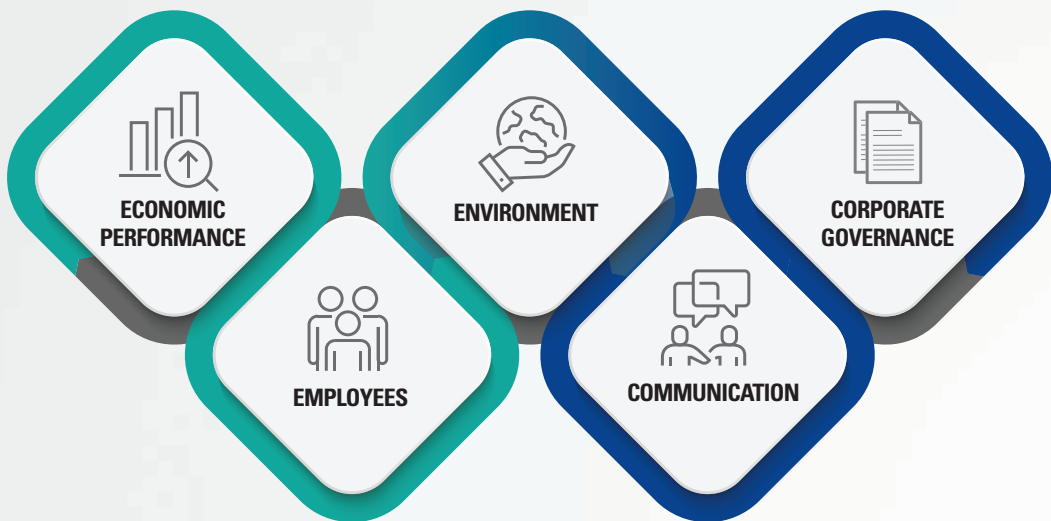 ECONOMIC
PERFORMANCE
EMPLOYEES
ENVIRONMENT
COMMUNICATION
CORPORATE
GOVERNANCE